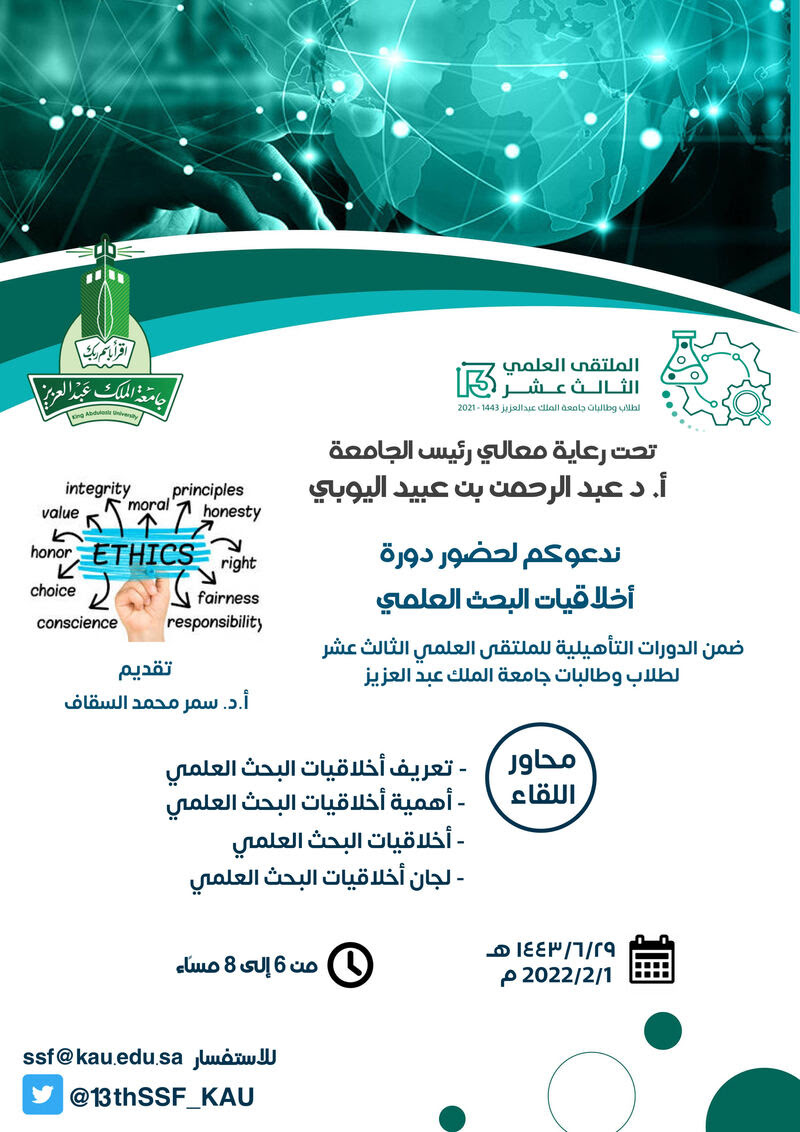 اقرأ باسم ربك
جامعة الملك عبدالعزيز
King Abdulaziz University
الملتقى العلمي
الثالث عشر
13
لطلاب وطالبات جامعة الملك عبدالعزيز 1443 - 2021
تحت رعاية معالي رئيس الجامعة
أ. د عبد الرحمن بن عبيد اليوبي
integrity
principles
value
moral
honesty
honor
ETHICS
right
choice
fairness
conscience
responsibility
ندعوكم لحضور دورة
أخلاقيات البحث العلمي
ضمن الدورات التأهيلية للملتقى العلمي الثالث عشر
لطلاب وطالبات جامعة الملك عبد العزيز
تقديم
أ.د. سمر محمد السقاف
محاور
اللقاء
- تعريف أخلاقيات البحث العلمي
- أهمية أخلاقيات البحث العلمي
- أخلاقيات البحث العلمي
- لجان أخلاقيات البحث العلمي
١٤٤٣/٦/٢٩ هـ
2022/2/1 م
من 6 إلى 8 مساء
للاستفسار ssf@kau.edu.sa
@13thSSF_KAU